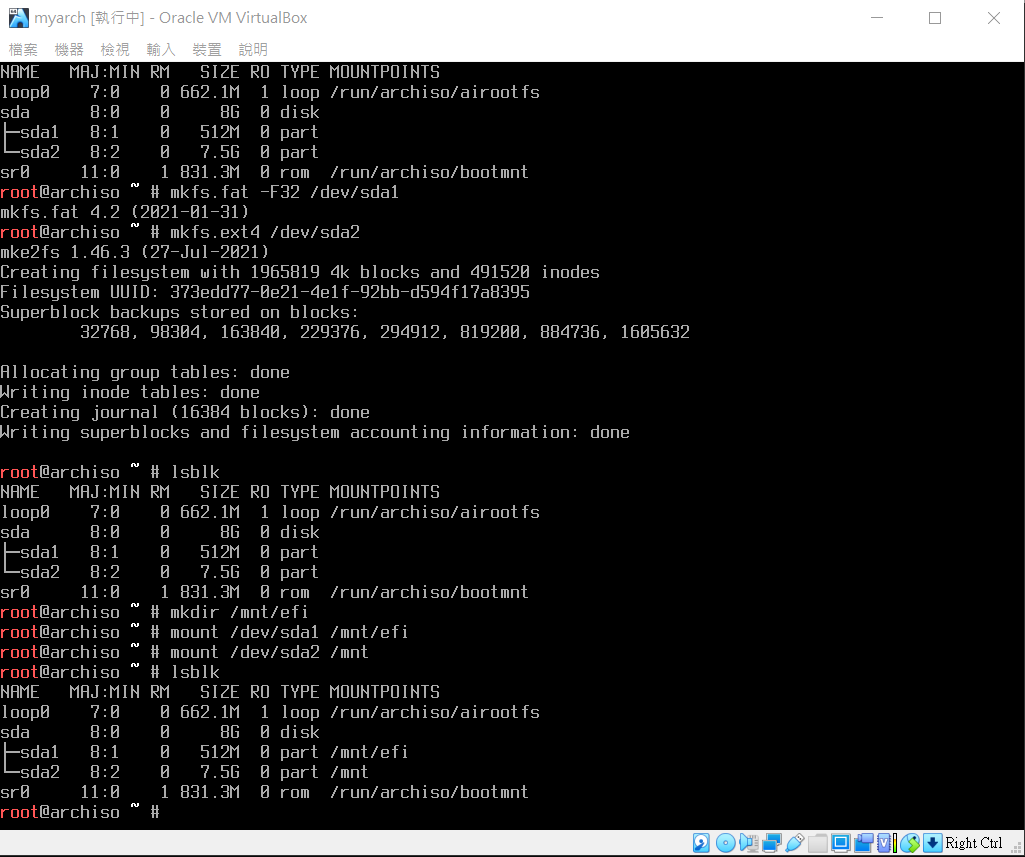 myarch [執行中] - Oracle VM VirtualBox
檔案 機器 檢視 輸入 裝置 說明
NAME   MAJ:MIN RM   SIZE RO TYPE MOUNTPOINTS
loop0    7:0    0 662.1M  1 loop /run/archiso/airootfs
sda      8:0    0     8G  0 disk
├─sda1   8:1    0   512M  0 part
└─sda2   8:2    0   7.5G  0 part
sr0     11:0    1 831.3M  0 rom  /run/archiso/bootmnt
root@archiso ~ # mkfs.fat -F32 /dev/sda1
mkfs.fat 4.2 (2021-01-31)
root@archiso ~ # mkfs.ext4 /dev/sda2
mke2fs 1.46.3 (27-Jul-2021)
Creating filesystem with 1965819 4k blocks and 491520 inodes
Filesystem UUID: 373edd77-0e21-4e1f-92bb-d594f17a8395
Superblock backups stored on blocks:
        32768, 98304, 163840, 229376, 294912, 819200, 884736, 1605632
Allocating group tables: done
Writing inode tables: done
Creating journal (16384 blocks): done
Writing superblocks and filesystem accounting information: done
root@archiso ~ # lsblk
NAME   MAJ:MIN RM   SIZE RO TYPE MOUNTPOINTS
loop0    7:0    0 662.1M  1 loop /run/archiso/airootfs
sda      8:0    0     8G  0 disk
├─sda1   8:1    0   512M  0 part
└─sda2   8:2    0   7.5G  0 part
sr0     11:0    1 831.3M  0 rom  /run/archiso/bootmnt
root@archiso ~ # mkdir /mnt/efi
root@archiso ~ # mount /dev/sda1 /mnt/efi
root@archiso ~ # mount /dev/sda2 /mnt
root@archiso ~ # lsblk
NAME   MAJ:MIN RM   SIZE RO TYPE MOUNTPOINTS
loop0    7:0    0 662.1M  1 loop /run/archiso/airootfs
sda      8:0    0     8G  0 disk
├─sda1   8:1    0   512M  0 part /mnt/efi
└─sda2   8:2    0   7.5G  0 part /mnt
sr0     11:0    1 831.3M  0 rom  /run/archiso/bootmnt
root@archiso ~ #
Right Ctrl